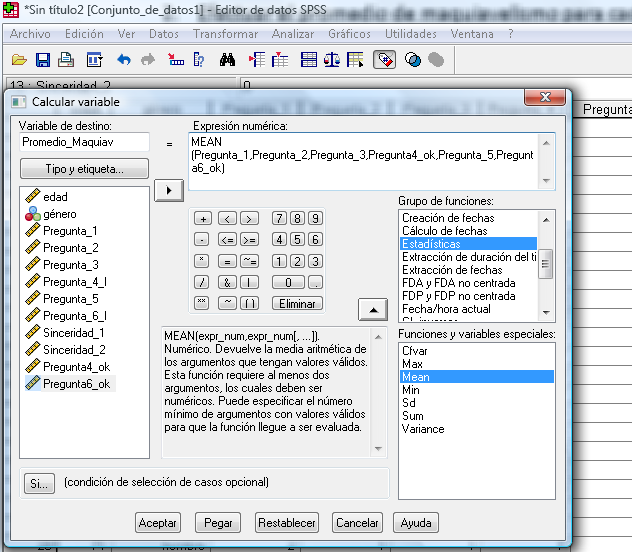 *Sin título2 [Conjunto_de_datos1] - Editor de datos SPSS
Archivo Edición Ver Datos Transformar Analizar Gráficos Utilidades Ventana ?
13 : Sinceridad_2 0
Pregunta
Calcular variable
Variable de destino:
Promedio_Maquiav
=
Tipo y etiqueta...
Expresión numérica:
MEAN
(Pregunta_1,Pregunta_2,Pregunta_3,Pregunta4_ok,Pregunta_5,Pregunt
a6_ok)
edad
género
Pregunta_1
Pregunta_2
Pregunta_3
Pregunta_4_I
Pregunta_5
Pregunta_6_I
Sinceridad_1
Sinceridad_2
Pregunta4_ok
Pregunta6_ok
+ < > 7 8 9
- <= >= 4 5 6
* = ~= 1 2 3
/ & | 0 .
** ~ () Eliminar
Grupo de funciones:
Creación de fechas
Cálculo de fechas
Estadísticas
Extracción de duración del ti
Extracción de fechas
FDA y FDA no centrada
FDP y FDP no centrada
Fecha/hora actual
MEAN(expr_num,expr_num[, ...]).
Numérico. Devuelve la media aritmética de
los argumentos que tengan valores válidos.
Esta función requiere al menos dos
argumentos, los cuales deben ser
numéricos. Puede especificar el número
mínimo de argumentos con valores válidos
para que la función llegue a ser evaluada.
Funciones y variables especiales:
Cfvar
Max
Mean
Min
Sd
Sum
Variance
Si... (condición de selección de casos opcional)
Aceptar Pegar Restablecer Cancelar Ayuda